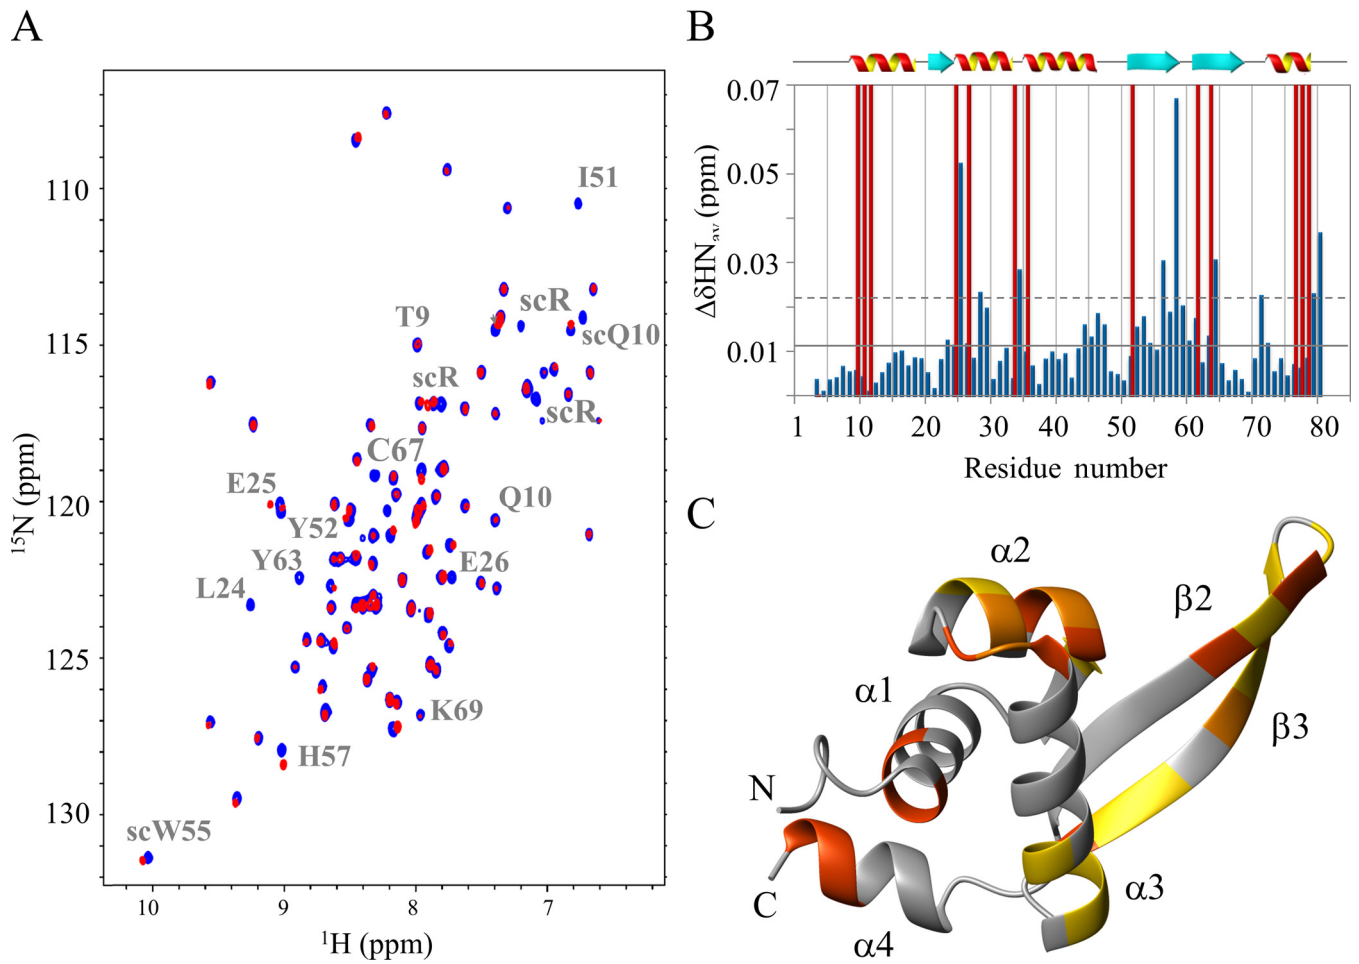 A
110
115
120
125
130
10
9
8
7
¹⁵N (ppm)
¹H (ppm)
I51
T9
scR
scQ10
scR
scR
C67
E25
Q10
Y52
Y63
E26
L24
K69
H57
scW55
B
0.07
0.05
0.03
0.01
ΔδHNav (ppm)
1
10
20
30
40
50
60
70
80
Residue number
C
α2
β2
α1
β3
N
C
α3
α4